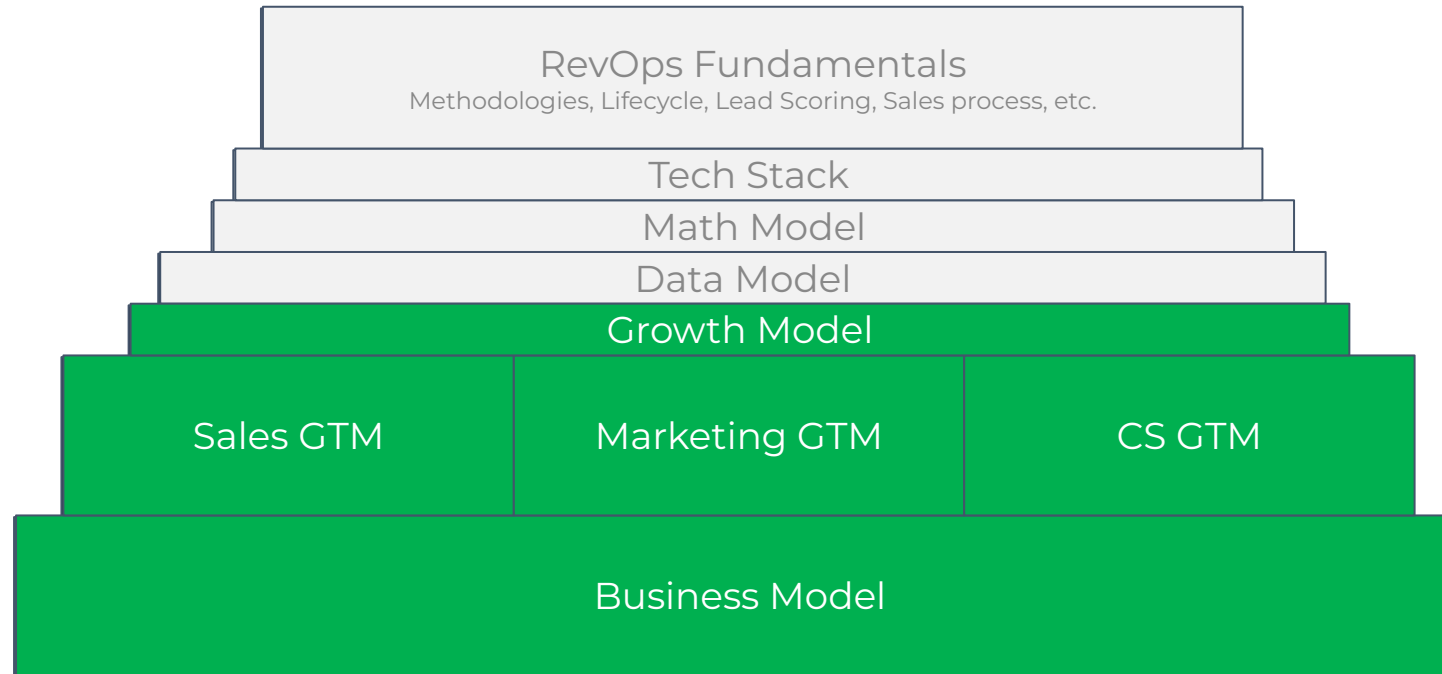 RevOps Fundamentals
Methodologies, Lifecycle, Lead Scoring, Sales process, etc.
Tech Stack
Math Model
Data Model
Growth Model
Sales GTM
Marketing GTM
CS GTM
Business Model